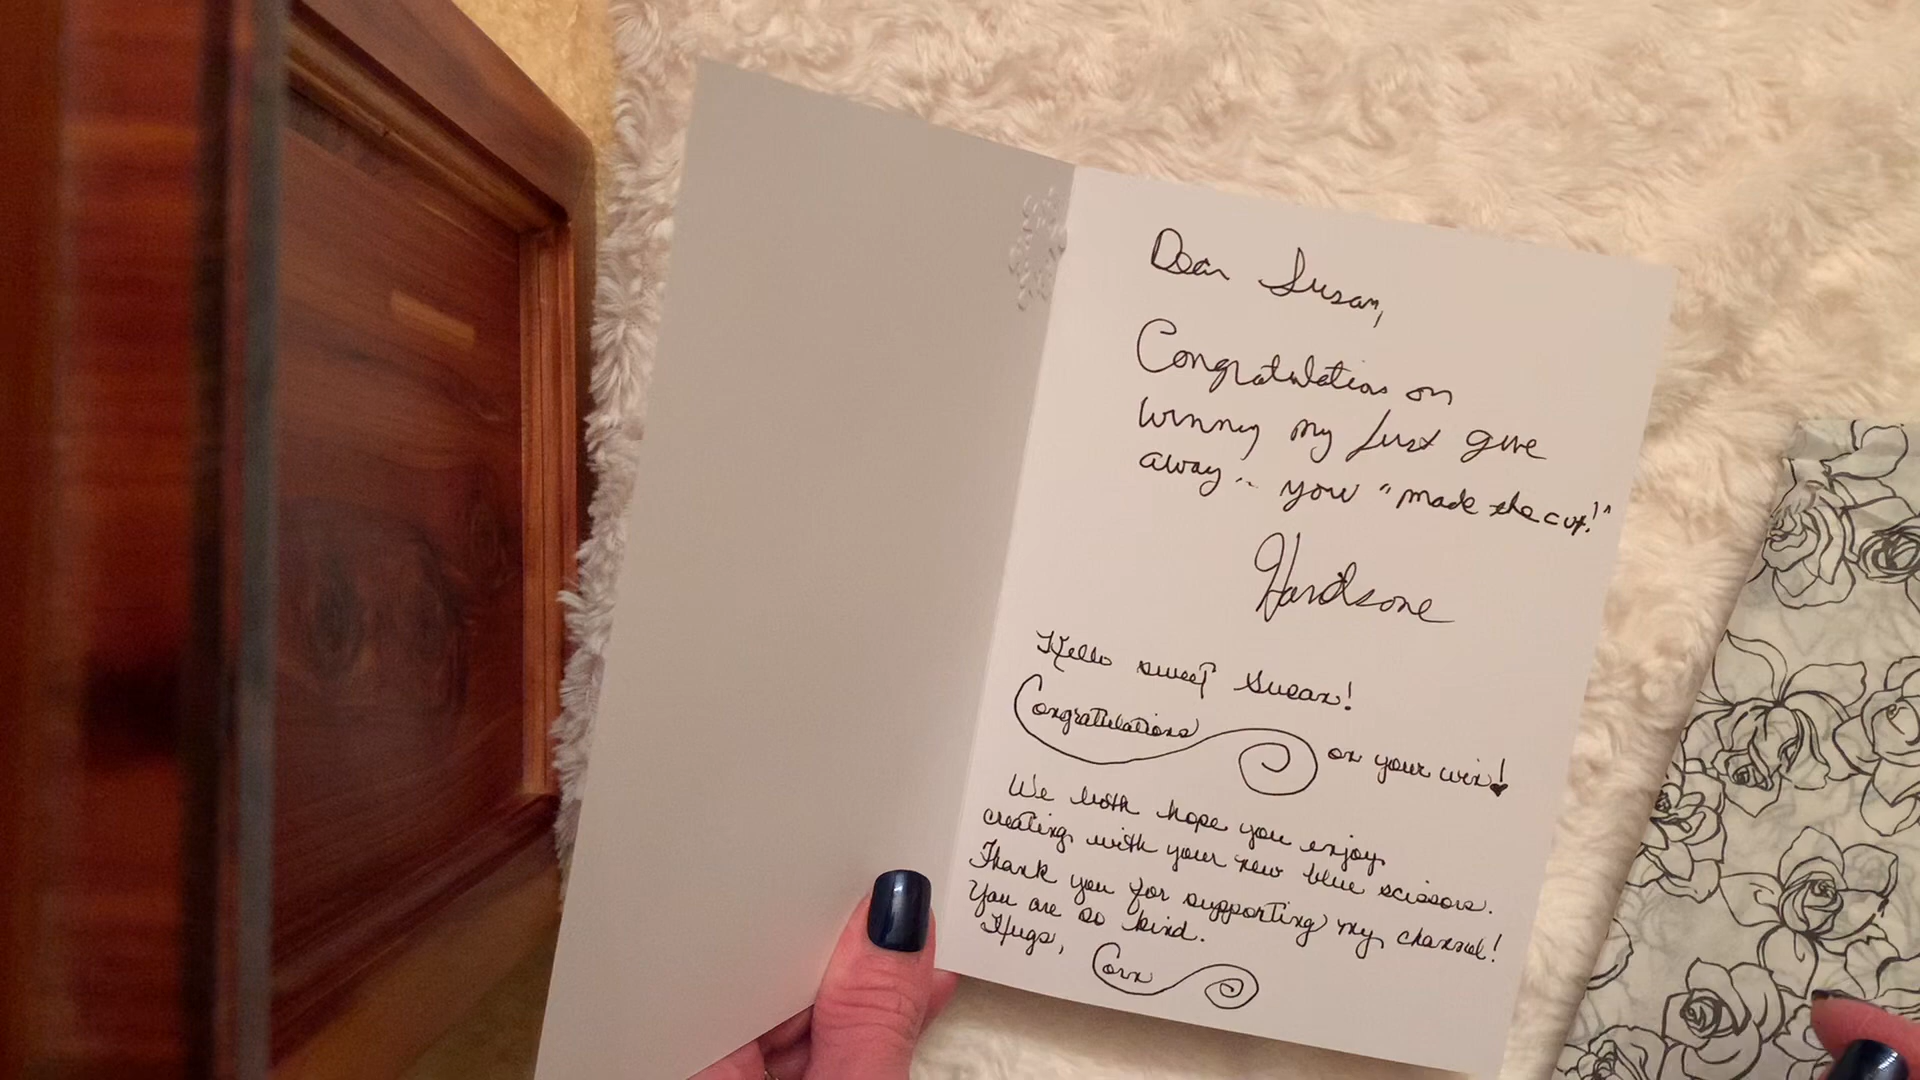 Dear Susan,
Congratulations on
winning my first give
away.. you "made the cut!"
Handsome
Hello sweet Susan!
Congratulations on your win!
We both hope you enjoy
creating with your new blue scissors.
Thank you for supporting my channel!
You are so kind.
Hugs, Corx